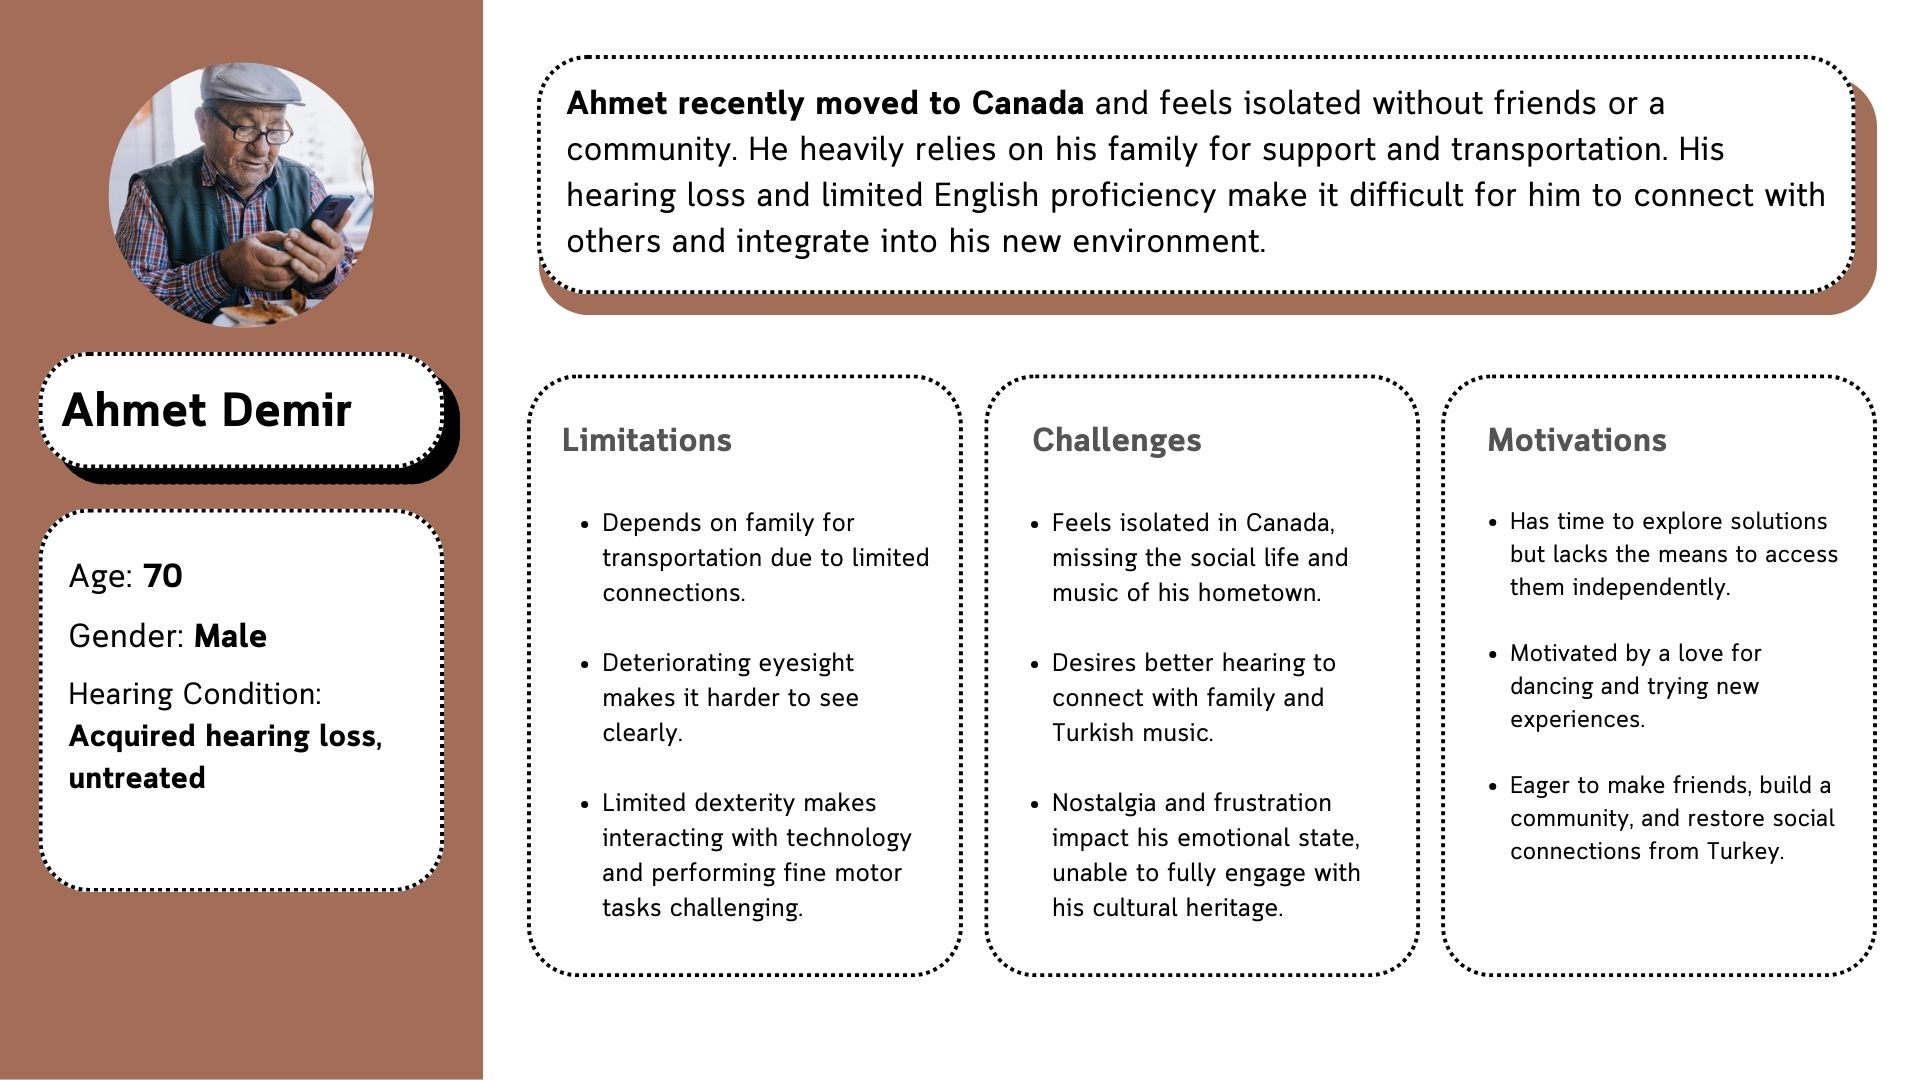 Ahmet Demir
Age: 70
Gender: Male
Hearing Condition:
Acquired hearing loss,
untreated
Ahmet recently moved to Canada and feels isolated without friends or a
community. He heavily relies on his family for support and transportation. His
hearing loss and limited English proficiency make it difficult for him to connect with
others and integrate into his new environment.
Limitations
• Depends on family for
transportation due to limited
connections.
• Deteriorating eyesight
makes it harder to see
clearly.
• Limited dexterity makes
interacting with technology
and performing fine motor
tasks challenging.
Challenges
• Feels isolated in Canada,
missing the social life and
music of his hometown.
• Desires better hearing to
connect with family and
Turkish music.
• Nostalgia and frustration
impact his emotional state,
unable to fully engage with
his cultural heritage.
Motivations
• Has time to explore solutions
but lacks the means to access
them independently.
• Motivated by a love for
dancing and trying new
experiences.
• Eager to make friends, build a
community, and restore social
connections from Turkey.